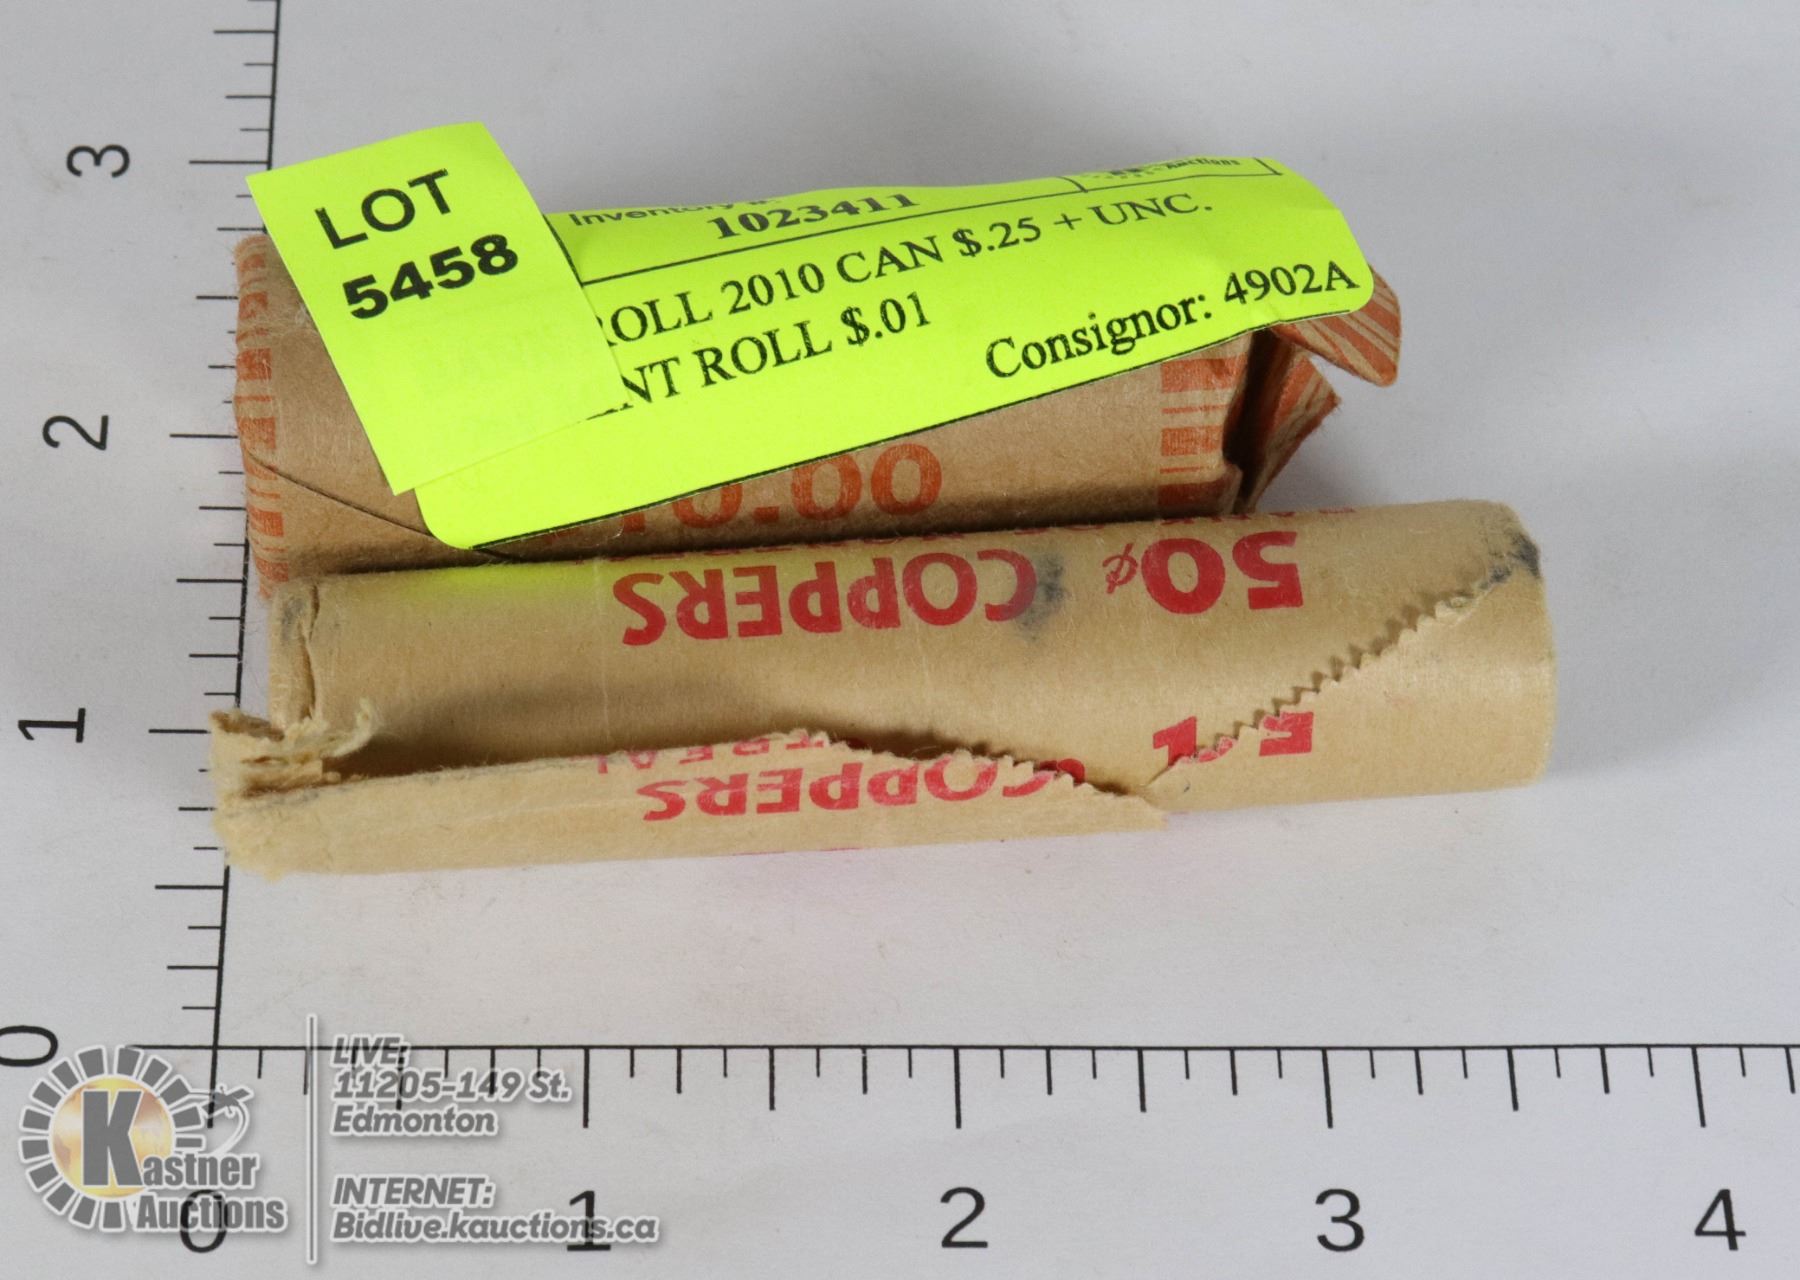 3
LOT
5458
Inventory #:
1023411
Auctions
ROLL 2010 CAN $.25 + UNC.
NT ROLL $.01
Consignor: 4902A
2
10.00
50¢ COPPERS
COPPERS
1
0
LIVE:
11205-149 St.
Edmonton
INTERNET:
Bidlive.kauctions.ca
Kastner
Auctions
0
1
2
3
4